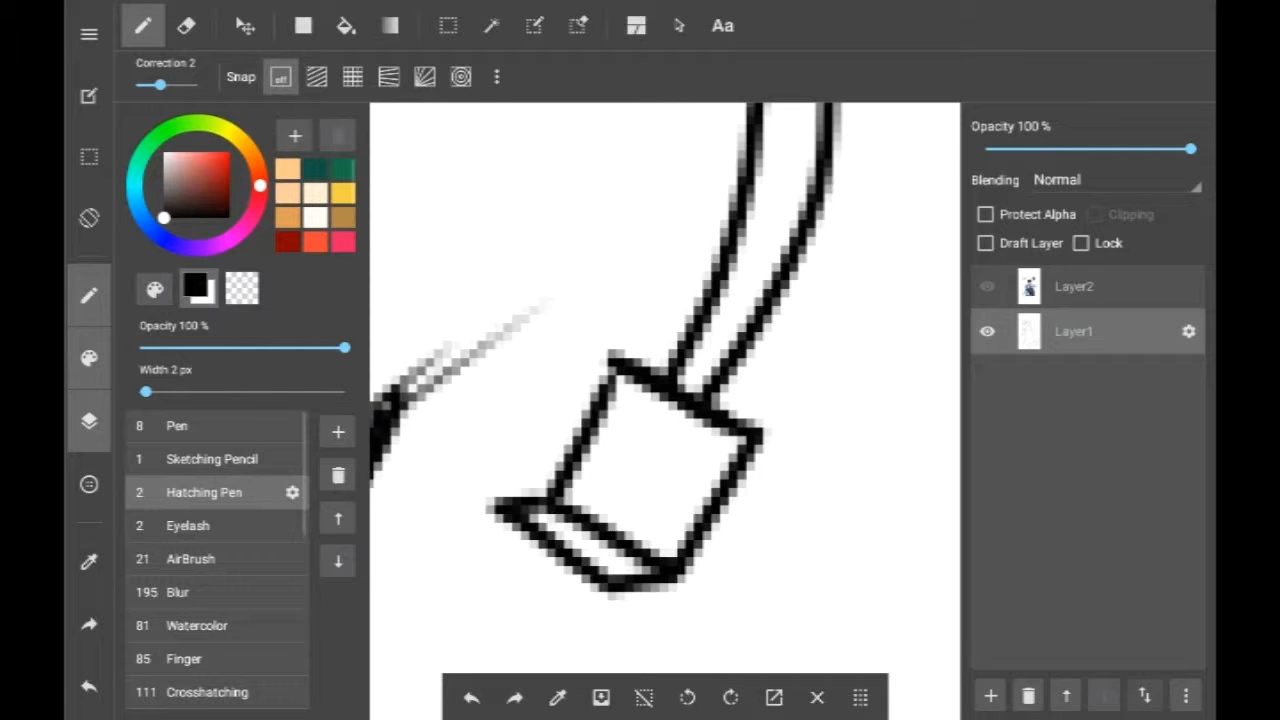 Aa
Correction 2
Snap
off
Opacity 100 %
Width 2 px
8 Pen
1 Sketching Pencil
2 Hatching Pen
2 Eyelash
21 AirBrush
195 Blur
81 Watercolor
85 Finger
111 Crosshatching
Opacity 100 %
Blending Normal
Protect Alpha Clipping
Draft Layer Lock
Layer2
Layer1